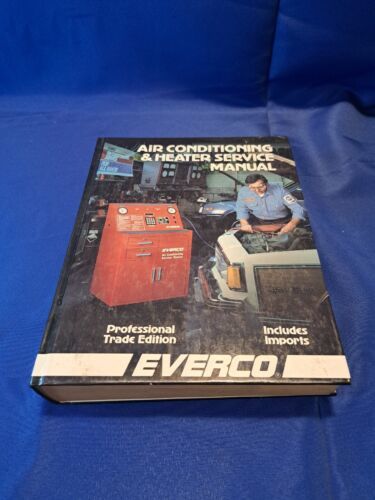 AIR CONDITIONING
& HEATER SERVICE
MANUAL
EVERCO
Professional
Trade Edition
Includes
Imports
EVERCO